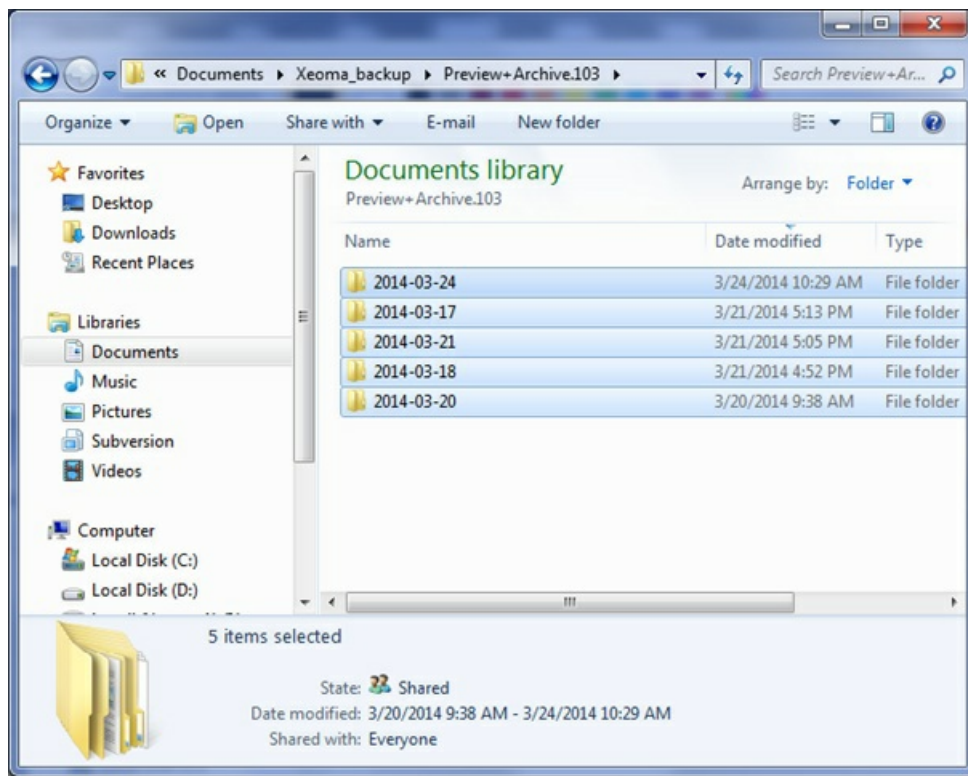 « Documents ▸ Xeoma_backup ▸ Preview+Archive.103 ▸ Search Preview+Ar...
Organize Open Share with E-mail New folder
Favorites
Desktop
Downloads
Recent Places
Libraries
Documents
Music
Pictures
Subversion
Videos
Computer
Local Disk (C:)
Local Disk (D:)
Documents library
Preview+Archive.103
Arrange by: Folder
Name Date modified Type
2014-03-24 3/24/2014 10:29 AM File folder
2014-03-17 3/21/2014 5:13 PM File folder
2014-03-21 3/21/2014 5:05 PM File folder
2014-03-18 3/21/2014 4:52 PM File folder
2014-03-20 3/20/2014 9:38 AM File folder
5 items selected
State: Shared
Date modified: 3/20/2014 9:38 AM - 3/24/2014 10:29 AM
Shared with: Everyone